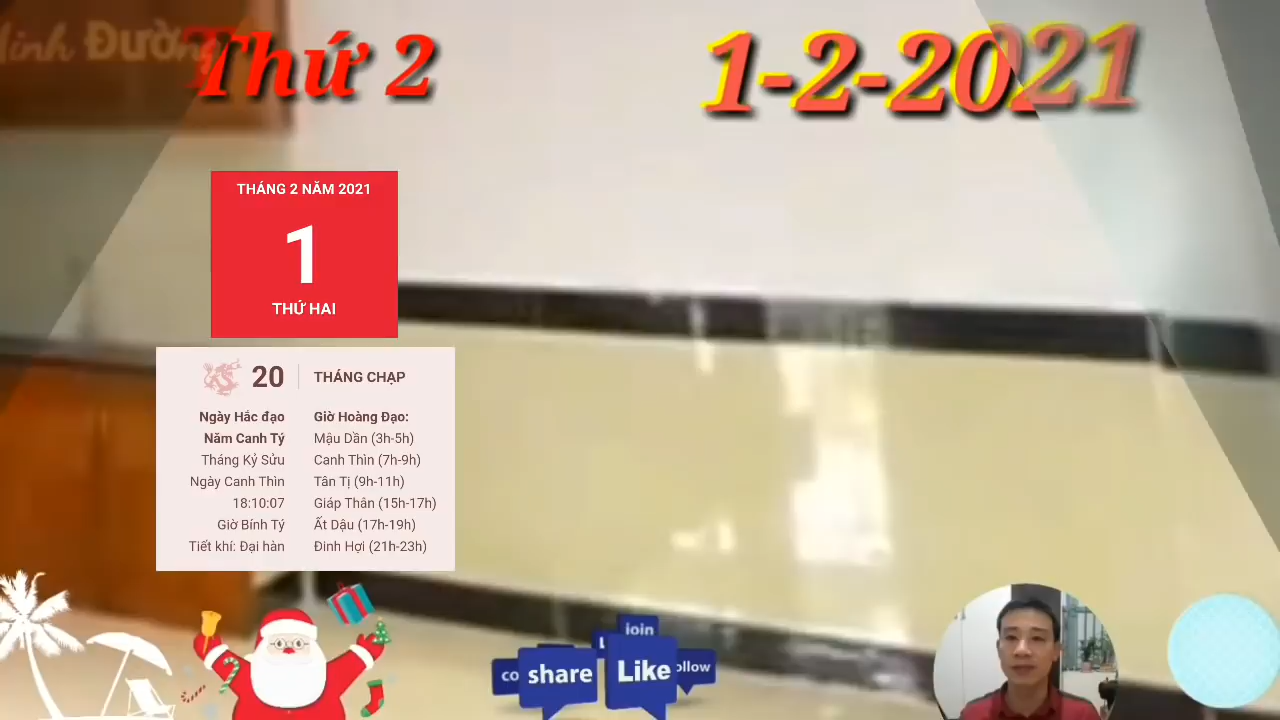 Minh Đường
Thứ 2
1-2-2021
THÁNG 2 NĂM 2021
1
THỨ HAI
20
THÁNG CHẠP
Ngày Hắc đạo
Giờ Hoàng Đạo:
Năm Canh Tý
Mậu Dần (3h-5h)
Tháng Kỷ Sửu
Canh Thìn (7h-9h)
Ngày Canh Thìn
Tân Tị (9h-11h)
18:10:07
Giáp Thân (15h-17h)
Giờ Bính Tý
Ất Dậu (17h-19h)
Tiết khí: Đại hàn
Đinh Hợi (21h-23h)
join
share
Like